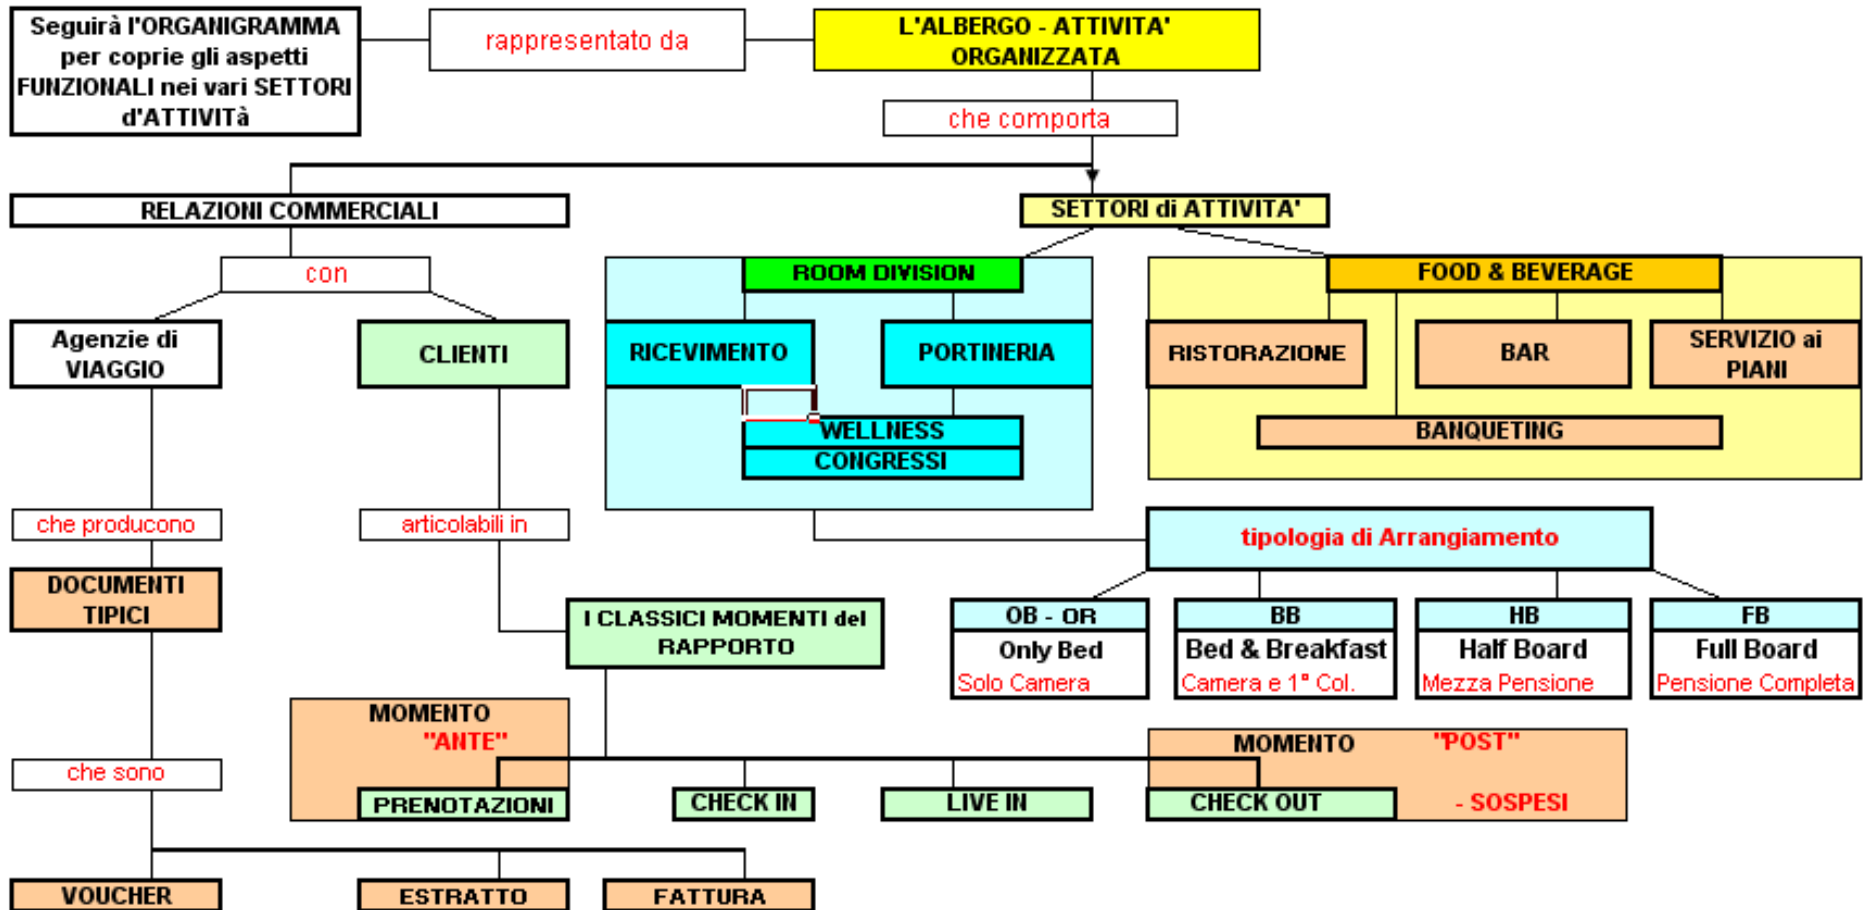 Seguirà l'ORGANIGRAMMA
per coprie gli aspetti
FUNZIONALI nei vari SETTORI
d'ATTIVITà
rappresentato da
L'ALBERGO - ATTIVITA'
ORGANIZZATA
che comporta
RELAZIONI COMMERCIALI
SETTORI di ATTIVITA'
con
ROOM DIVISION
FOOD & BEVERAGE
Agenzie di
VIAGGIO
CLIENTI
RICEVIMENTO
PORTINERIA
RISTORAZIONE
BAR
SERVIZIO ai
PIANI
WELLNESS
CONGRESSI
BANQUETING
che producono
articolabili in
tipologia di Arrangiamento
DOCUMENTI
TIPICI
I CLASSICI MOMENTI del
RAPPORTO
OB - OR
Only Bed
Solo Camera
BB
Bed & Breakfast
Camera e 1° Col.
HB
Half Board
Mezza Pensione
FB
Full Board
Pensione Completa
MOMENTO
"ANTE"
MOMENTO "POST"
che sono
PRENOTAZIONI
CHECK IN
LIVE IN
CHECK OUT
- SOSPESI
VOUCHER
ESTRATTO
FATTURA